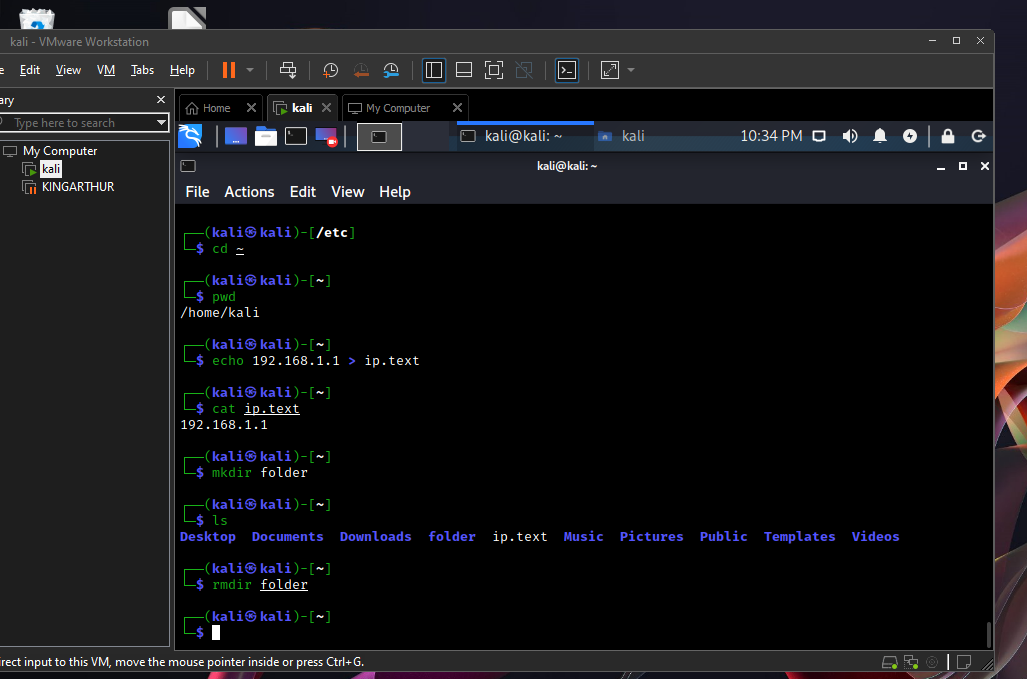 kali - VMware Workstation
e Edit View VM Tabs Help
ary
Type here to search
My Computer
kali
KINGARTHUR
Home kali My Computer
kali@kali: ~ kali 10:34 PM
kali@kali: ~
File Actions Edit View Help
┌──(kali㉿kali)-[/etc]
└─$ cd ~
┌──(kali㉿kali)-[~]
└─$ pwd
/home/kali
┌──(kali㉿kali)-[~]
└─$ echo 192.168.1.1 > ip.text
┌──(kali㉿kali)-[~]
└─$ cat ip.text
192.168.1.1
┌──(kali㉿kali)-[~]
└─$ mkdir folder
┌──(kali㉿kali)-[~]
└─$ ls
Desktop Documents Downloads folder ip.text Music Pictures Public Templates Videos
┌──(kali㉿kali)-[~]
└─$ rmdir folder
┌──(kali㉿kali)-[~]
└─$
irect input to this VM, move the mouse pointer inside or press Ctrl+G.